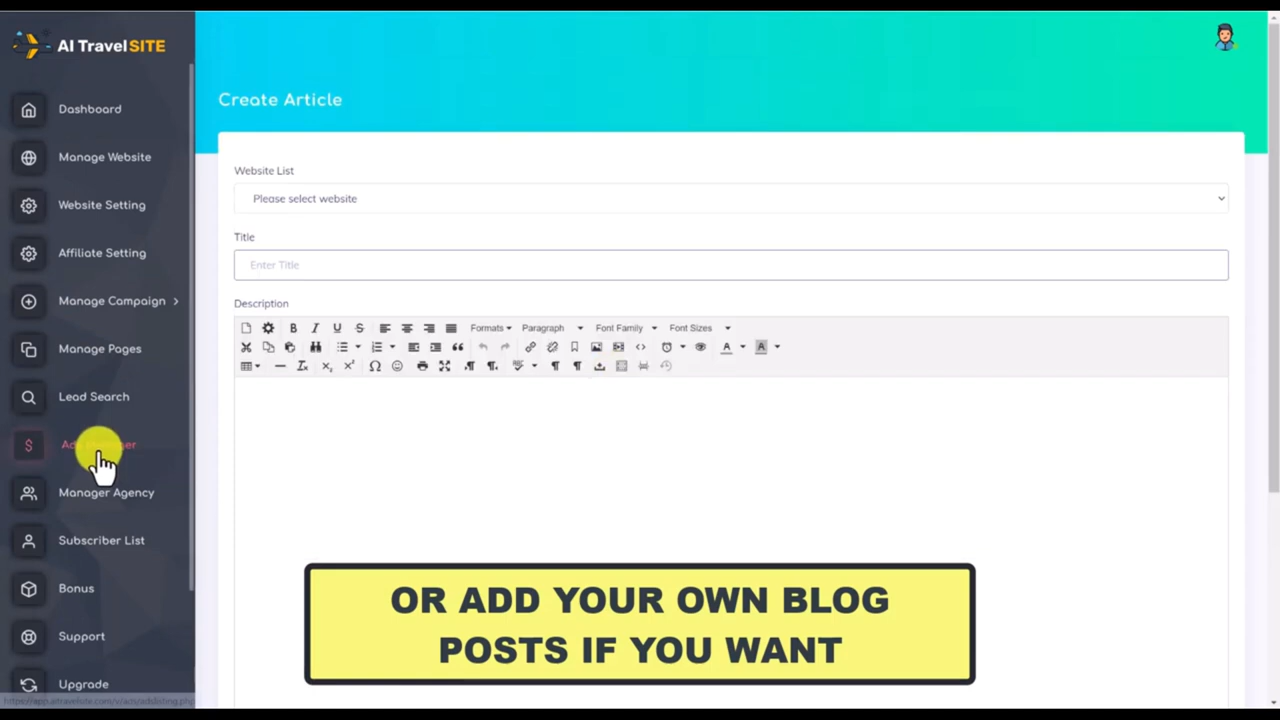 AI TravelSITE
Dashboard
Manage Website
Website Setting
Affiliate Setting
Manage Campaign
Manage Pages
Lead Search
Manager Agency
Subscriber List
Bonus
Support
Upgrade
Create Article
Website List
Please select website
Title
Enter Title
Description
Formats
Paragraph
Font Family
Font Sizes
OR ADD YOUR OWN BLOG
POSTS IF YOU WANT